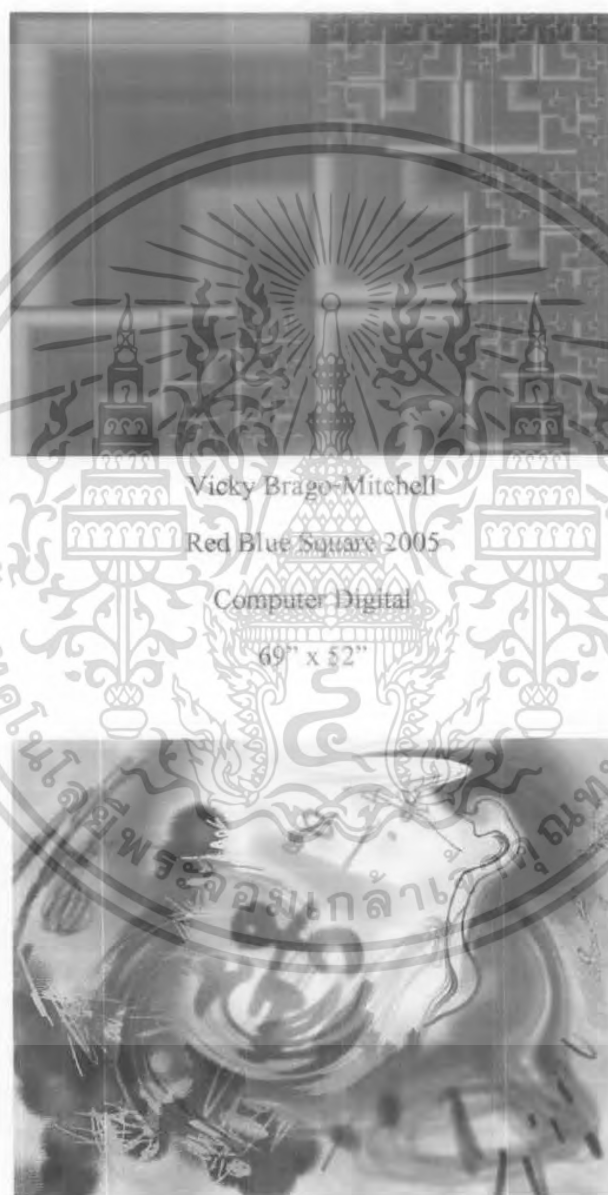 Vicky Brago-Mitchell
Red Blue Square 2005
Computer Digital
69” x 52”